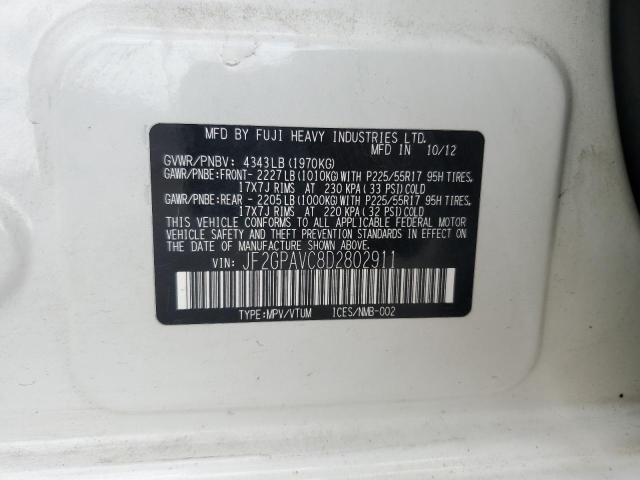 MFD BY FUJI HEAVY INDUSTRIES LTD.
MFD IN 10/12
GVWR/PNBV: 4343LB(1970KG)
GAWR/PNBE:FRONT- 2227LB(1010KG)WITH P225/55R17 95H TIRES,
17X7J RIMS AT 230 KPA(33 PSI)COLD
GAWR/PNBE:REAR - 2205LB(1000KG)WITH P225/55R17 95H TIRES,
17X7J RIMS AT 220 KPA(32 PSI)COLD
THIS VEHICLE CONFORMS TO ALL APPLICABLE FEDERAL MOTOR
VEHICLE SAFETY AND THEFT PREVENTION STANDARDS IN EFFECT ON THE
DATE OF MANUFACTURE SHOWN ABOVE.
VIN: JF2GPAVC8D2802911
TYPE:MPV/VTUM ICES/NMB-002